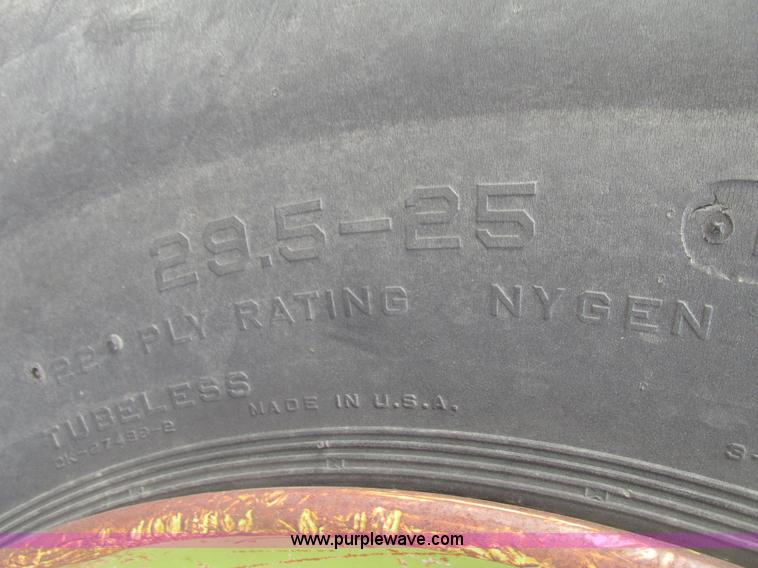 29.5-25
22 PLY RATING NYGEN
TUBELESS
MADE IN U.S.A.
www.purplewave.com